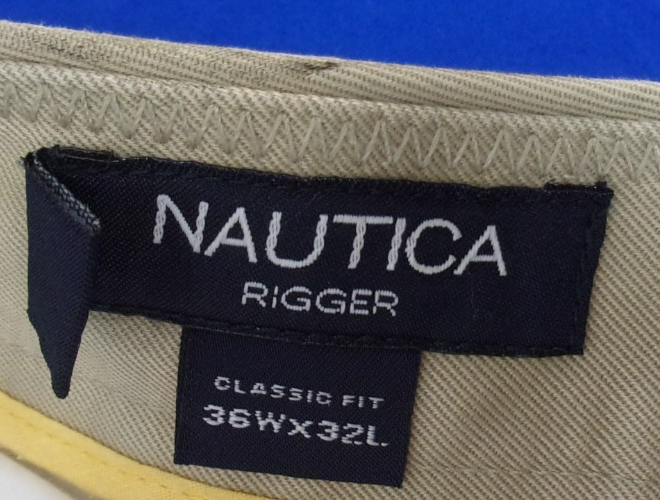 NAUTICA
RIGGER
CLASSIC FIT
36WX32L